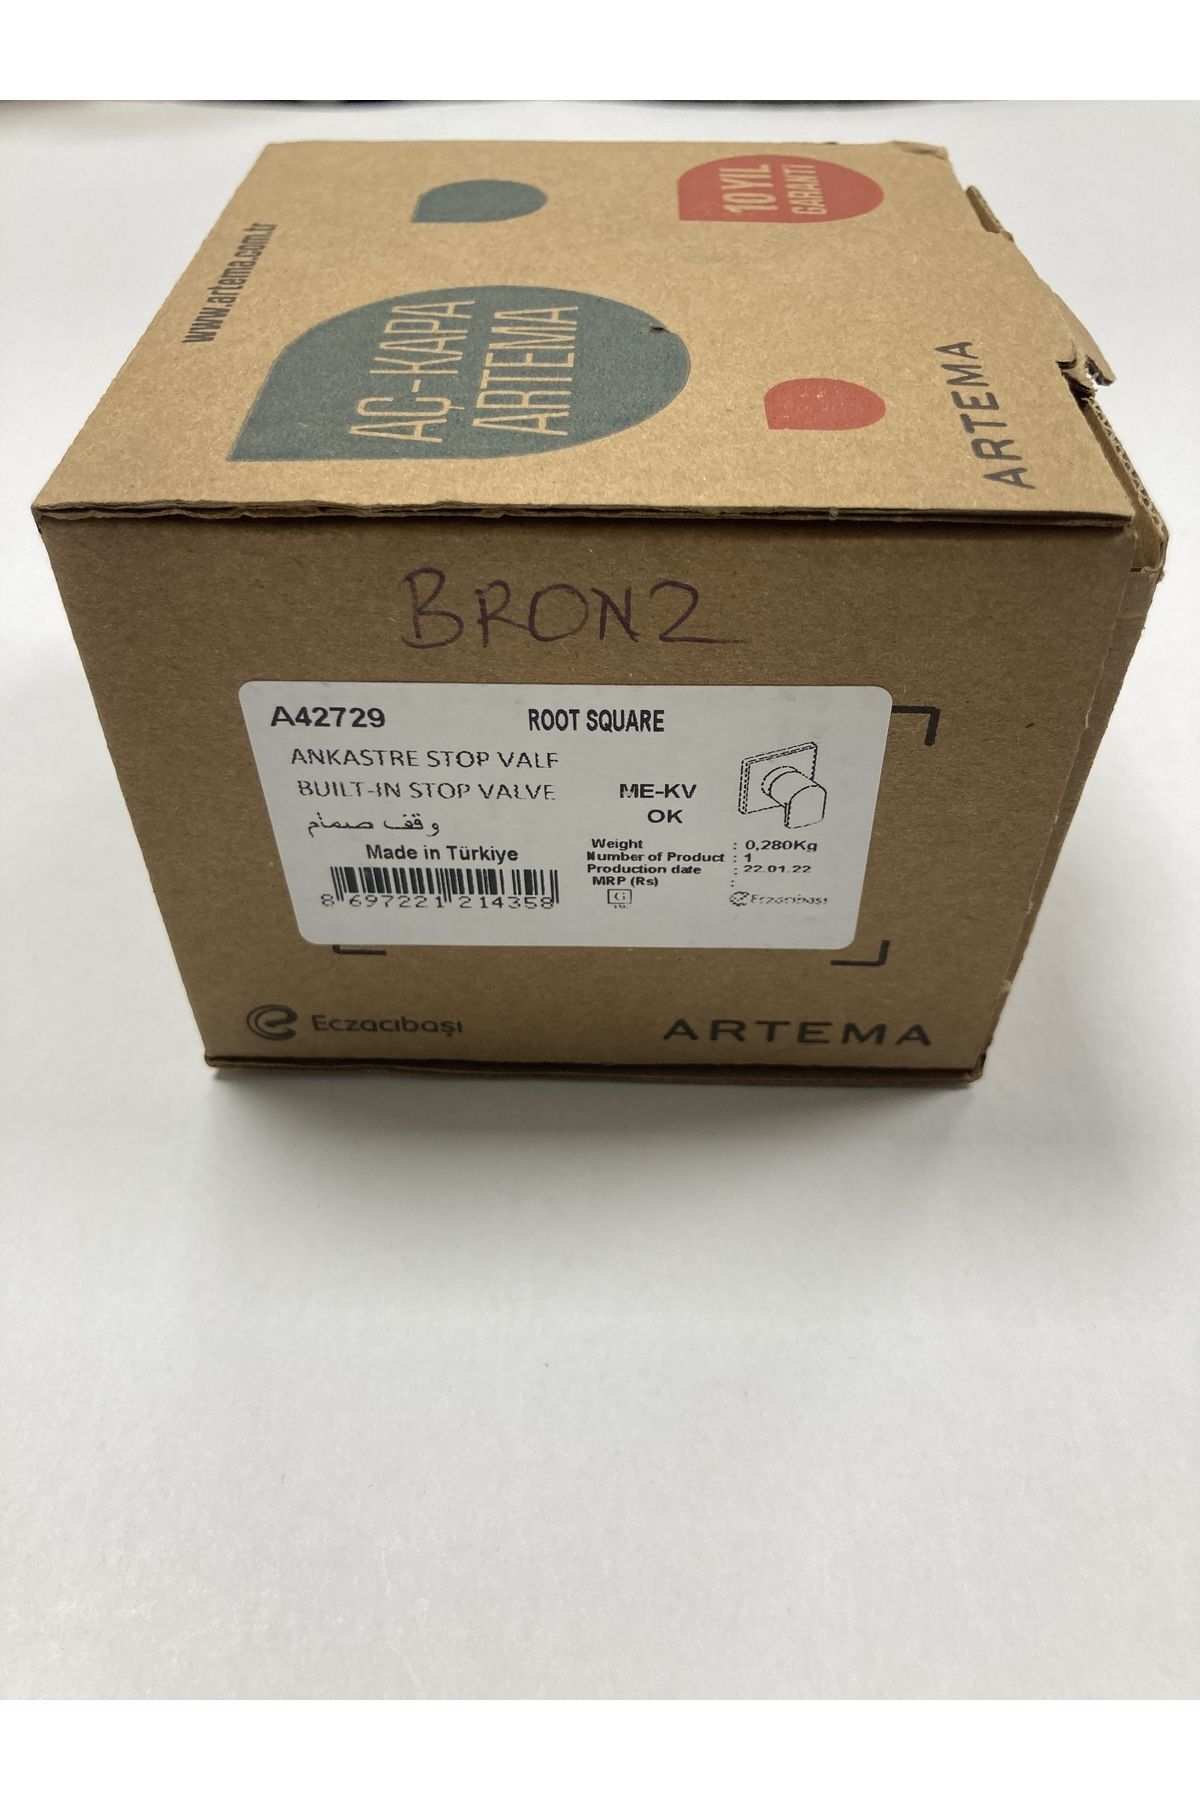 www.artema.com.tr
AÇ-KAPA
ARTEMA
10 YIL
GARANTİ
ARTEMA
BRONZ
A42729
ROOT SQUARE
ANKASTRE STOP VALF
BUILT-IN STOP VALVE
وقف صمام
ME-KV
OK
Made in Türkiye
Weight : 0,280Kg
Number of Product : 1
Production date : 22.01.22
MRP (Rs) :
8 697221 214358
G
Eczacıbaşı
Eczacıbaşı
ARTEMA